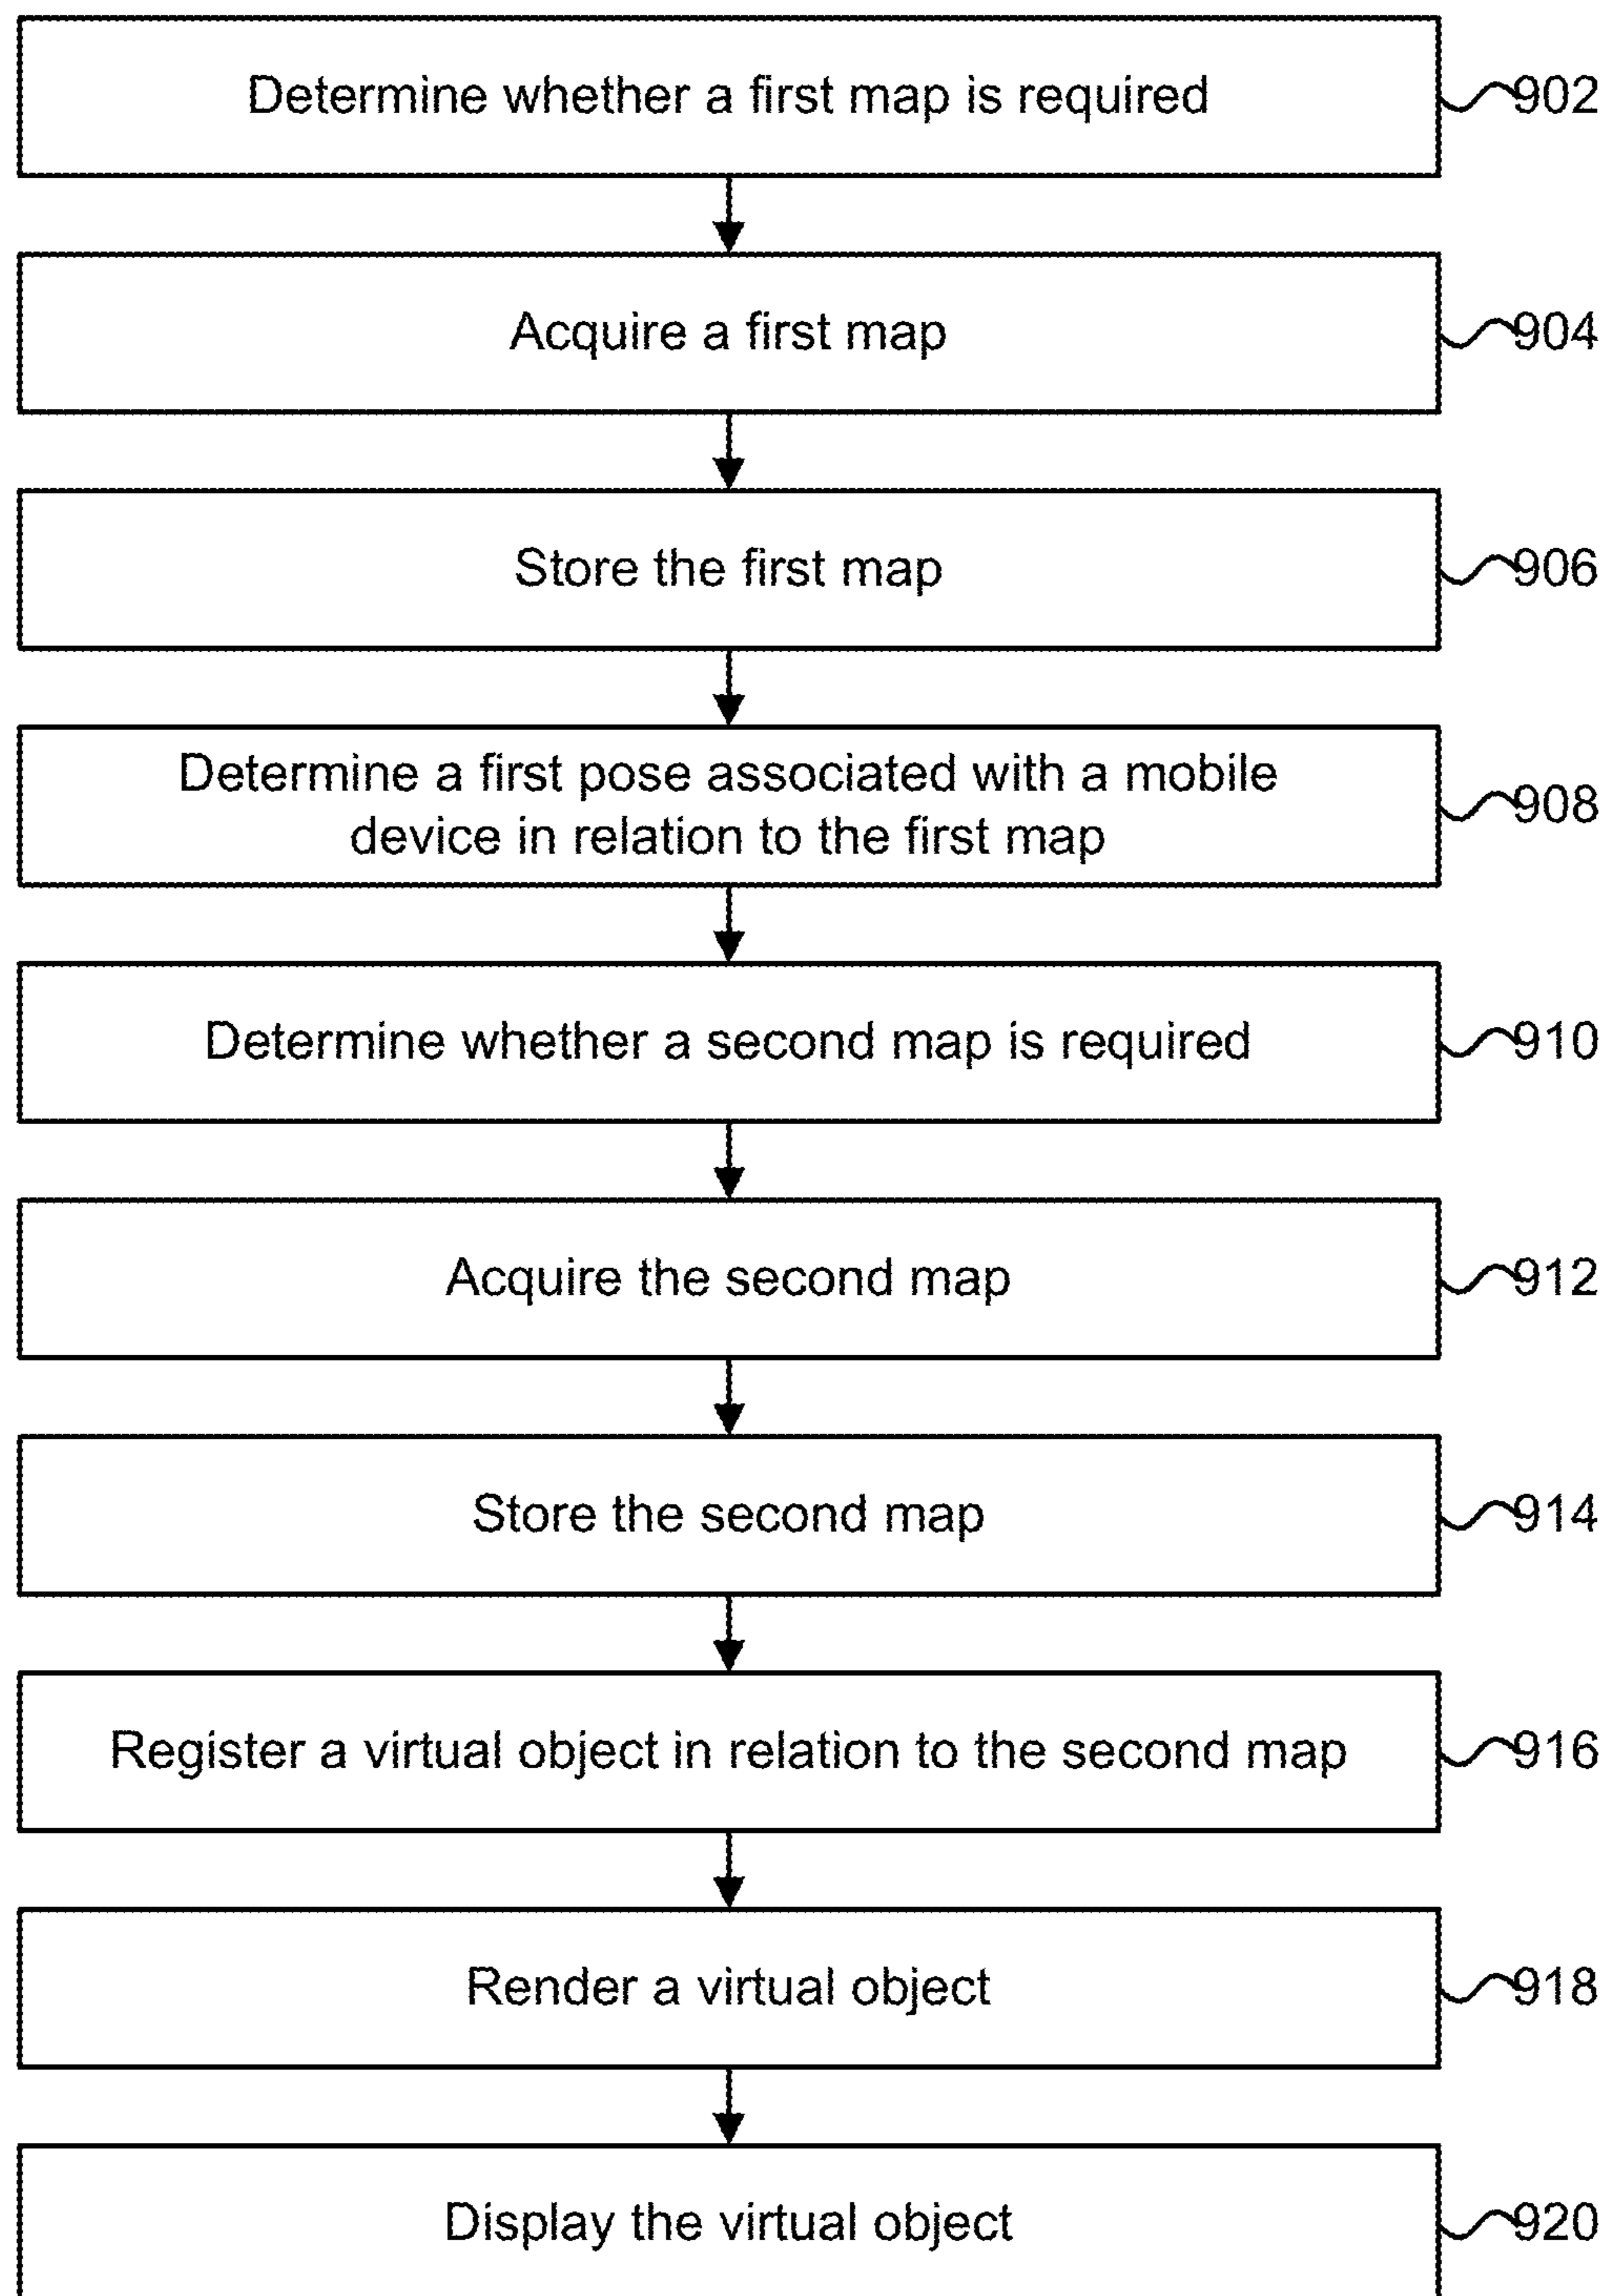 Determine whether a first map is required
902
Acquire a first map
904
Store the first map
906
Determine a first pose associated with a mobile
device in relation to the first map
908
Determine whether a second map is required
910
Acquire the second map
912
Store the second map
914
Register a virtual object in relation to the second map
916
Render a virtual object
918
Display the virtual object
920